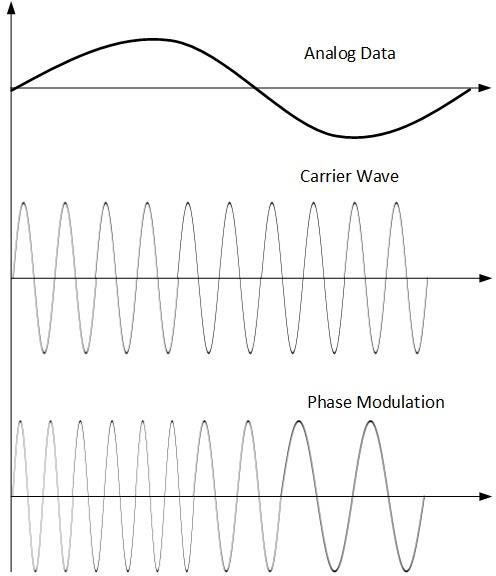 Analog Data
Carrier Wave
Phase Modulation